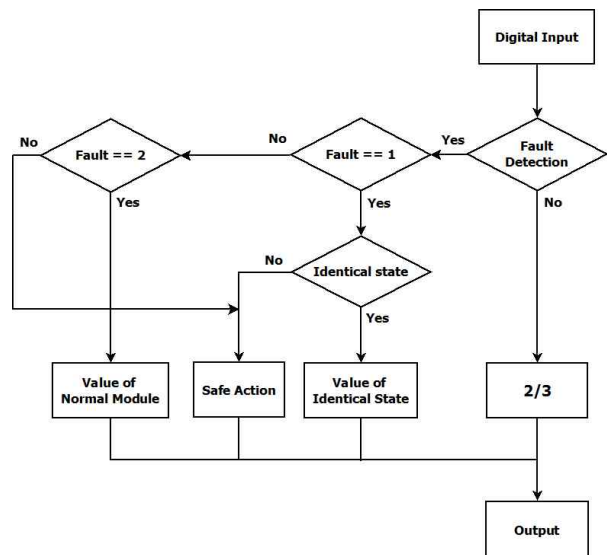 Digital Input
No
Fault == 2
No
Fault == 1
Yes
Fault
Detection
Yes
Yes
No
No
Identical state
Yes
Value of
Normal Module
Safe Action
Value of
Identical State
2/3
Output